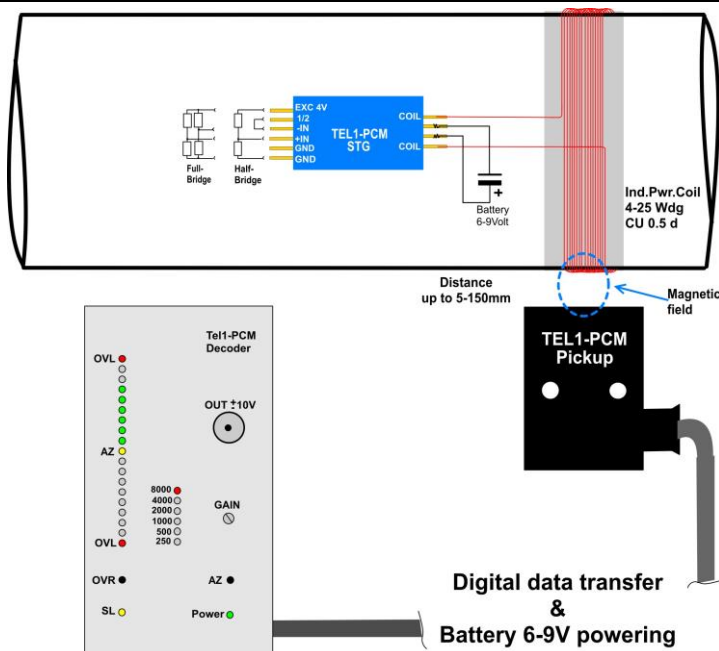 EXC 4V
1/2
-IN
+IN
GND
GND
TEL1-PCM
STG
COIL
COIL
Full-
Bridge
Half-
Bridge
+
Battery
6-9Volt
Ind.Pwr.Coil
4-25 Wdg
CU 0.5 d
Distance
up to 5-150mm
Magnetic
field
TEL1-PCM
Pickup
Tel1-PCM
Decoder
OVL
OUT ±10V
AZ
8000
4000
2000
1000
500
250
GAIN
OVL
OVR
AZ
SL
Power
Digital data transfer
&
Battery 6-9V powering